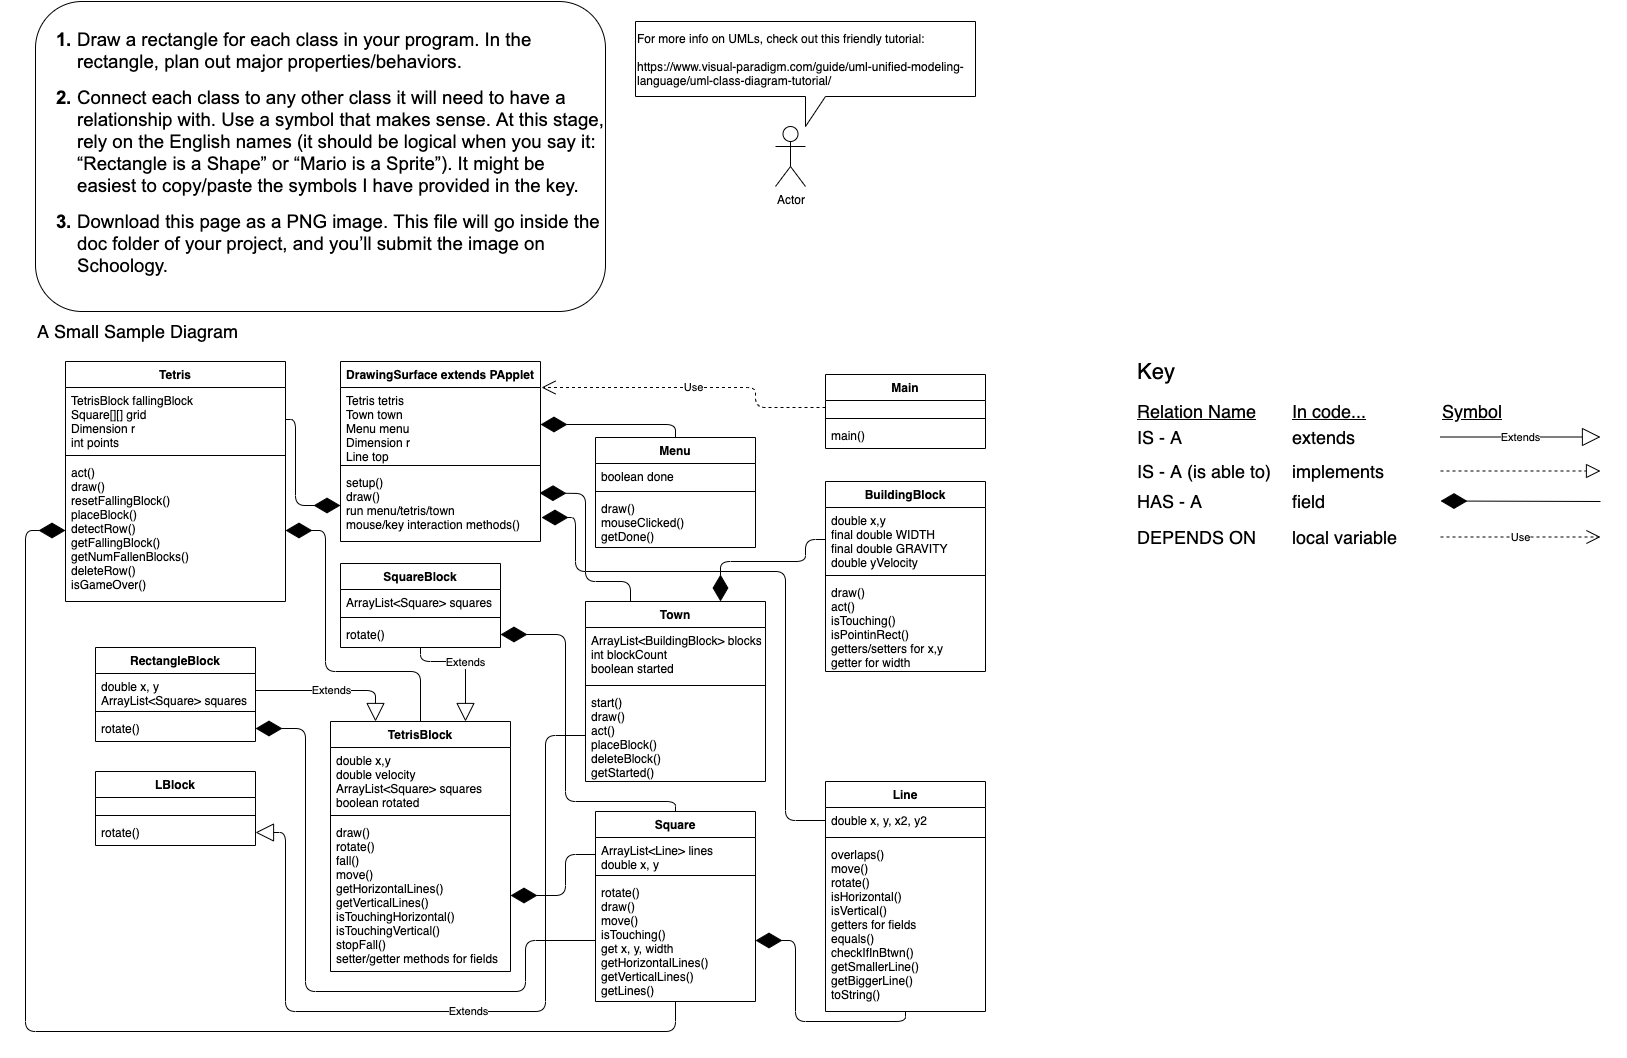 1. Draw a rectangle for each class in your program. In the
rectangle, plan out major properties/behaviors.
2. Connect each class to any other class it will need to have a
relationship with. Use a symbol that makes sense. At this stage,
rely on the English names (it should be logical when you say it:
“Rectangle is a Shape” or “Mario is a Sprite”). It might be
easiest to copy/paste the symbols I have provided in the key.
3. Download this page as a PNG image. This file will go inside the
doc folder of your project, and you’ll submit the image on
Schoology.
For more info on UMLs, check out this friendly tutorial:
https://www.visual-paradigm.com/guide/uml-unified-modeling-
language/uml-class-diagram-tutorial/
Actor
A Small Sample Diagram
Tetris
TetrisBlock fallingBlock
Square[][] grid
Dimension r
int points
act()
draw()
resetFallingBlock()
placeBlock()
detectRow()
getFallingBlock()
getNumFallenBlocks()
deleteRow()
isGameOver()
DrawingSurface extends PApplet
Tetris tetris
Town town
Menu menu
Dimension r
Line top
setup()
draw()
run menu/tetris/town
mouse/key interaction methods()
Use
Main
main()
Menu
boolean done
draw()
mouseClicked()
getDone()
BuildingBlock
double x,y
final double WIDTH
final double GRAVITY
double yVelocity
draw()
act()
isTouching()
isPointinRect()
getters/setters for x,y
getter for width
SquareBlock
ArrayList<Square> squares
rotate()
Extends
Town
ArrayList<BuildingBlock> blocks
int blockCount
boolean started
start()
draw()
act()
placeBlock()
deleteBlock()
getStarted()
RectangleBlock
double x, y
ArrayList<Square> squares
rotate()
Extends
LBlock
rotate()
TetrisBlock
double x,y
double velocity
ArrayList<Square> squares
boolean rotated
draw()
rotate()
fall()
move()
getHorizontalLines()
getVerticalLines()
isTouchingHorizontal()
isTouchingVertical()
stopFall()
setter/getter methods for fields
Extends
Square
ArrayList<Line> lines
double x, y
rotate()
draw()
move()
isTouching()
get x, y, width
getHorizontalLines()
getVerticalLines()
getLines()
Line
double x, y, x2, y2
overlaps()
move()
rotate()
isHorizontal()
isVertical()
getters for fields
equals()
checkIfInBtwn()
getSmallerLine()
getBiggerLine()
toString()
Key
Relation Name In code... Symbol
IS - A extends Extends
IS - A (is able to) implements
HAS - A field
DEPENDS ON local variable Use